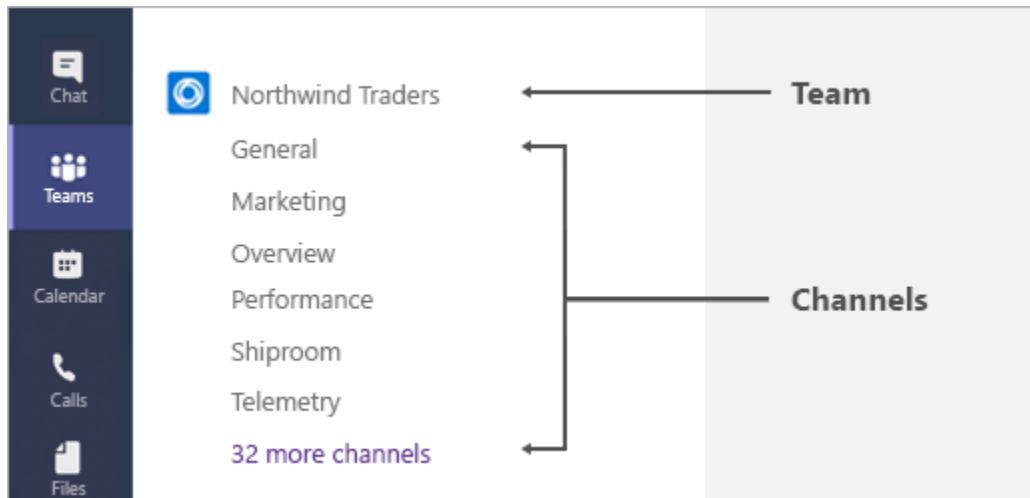 Chat
Teams
Calendar
Calls
Files
Northwind Traders
General
Marketing
Overview
Performance
Shiproom
Telemetry
32 more channels
Team
Channels